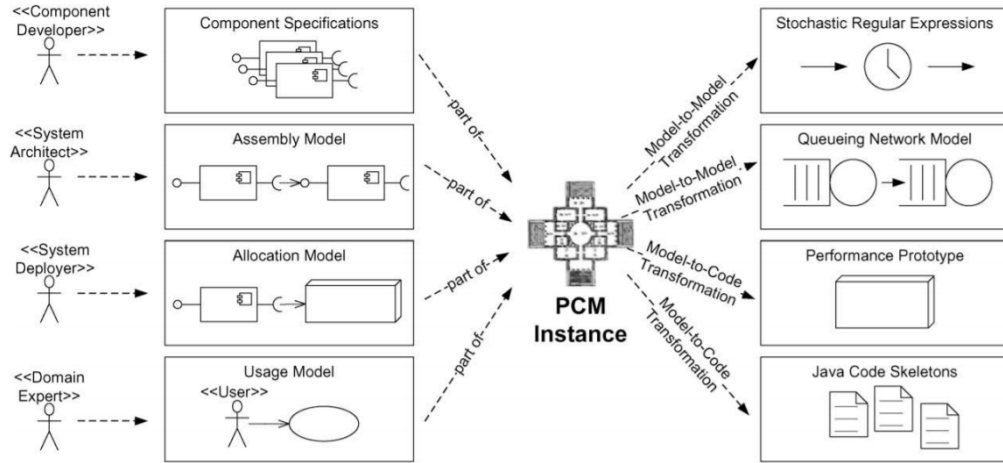 <<Component
Developer>>
Component Specifications
<<System
Architect>>
Assembly Model
<<System
Deployer>>
Allocation Model
<<Domain
Expert>>
Usage Model
<<User>>
part of
part of
part of
part of
PCM
Instance
Model-to-Model
Transformation
Model-to-Model
Transformation
Model-to-Code
Transformation
Model-to-Code
Transformation
Stochastic Regular Expressions
Queueing Network Model
Performance Prototype
Java Code Skeletons